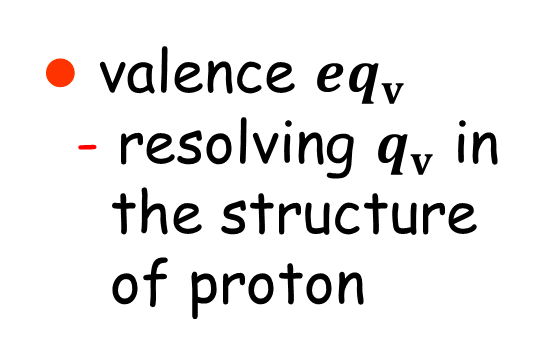 ● valence eqᵥ
- resolving qᵥ in
the structure
of proton